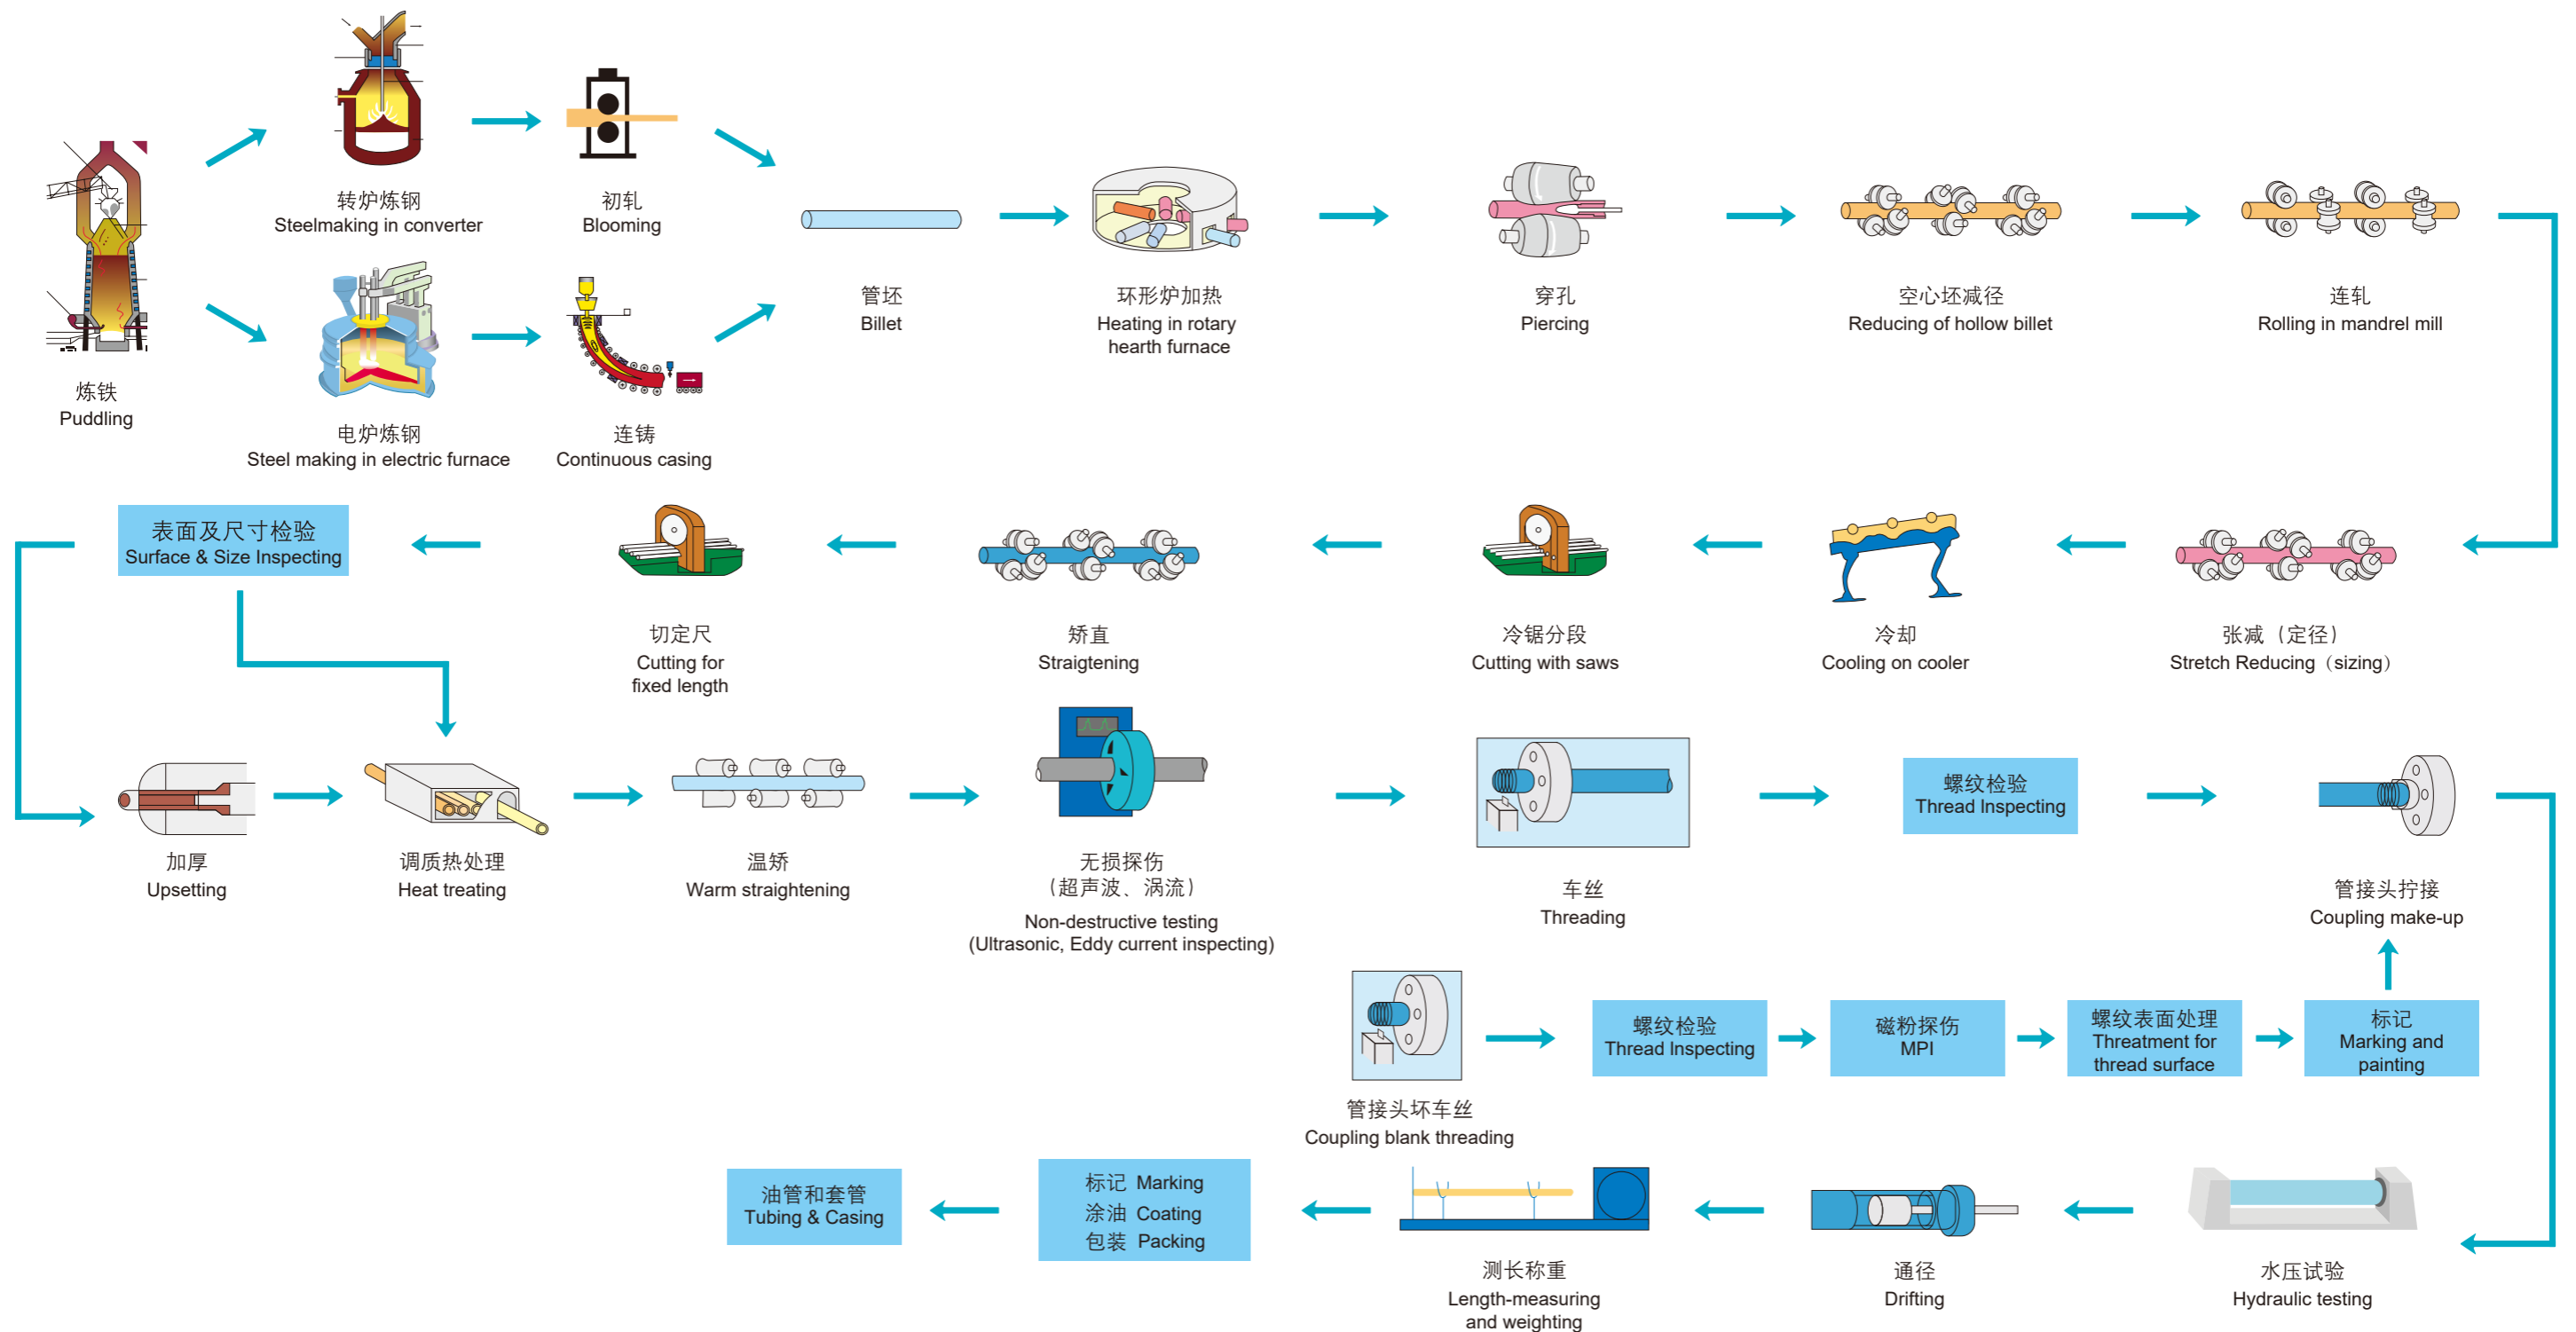 转炉炼钢
Steelmaking in converter
初轧
Blooming
炼铁
Puddling
电炉炼钢
Steel making in electric furnace
连铸
Continuous casing
管坯
Billet
环形炉加热
Heating in rotary
hearth furnace
穿孔
Piercing
空心坯减径
Reducing of hollow billet
连轧
Rolling in mandrel mill
表面及尺寸检验
Surface & Size Inspecting
切定尺
Cutting for
fixed length
矫直
Straigtening
冷锯分段
Cutting with saws
冷却
Cooling on cooler
张减（定径）
Stretch Reducing（sizing）
加厚
Upsetting
调质热处理
Heat treating
温矫
Warm straightening
无损探伤
（超声波、涡流）
Non-destructive testing
(Ultrasonic, Eddy current inspecting)
车丝
Threading
螺纹检验
Thread Inspecting
管接头拧接
Coupling make-up
管接头坏车丝
Coupling blank threading
螺纹检验
Thread Inspecting
磁粉探伤
MPI
螺纹表面处理
Threatment for
thread surface
标记
Marking and
painting
油管和套管
Tubing & Casing
标记 Marking
涂油 Coating
包装 Packing
测长称重
Length-measuring
and weighting
通径
Drifting
水压试验
Hydraulic testing